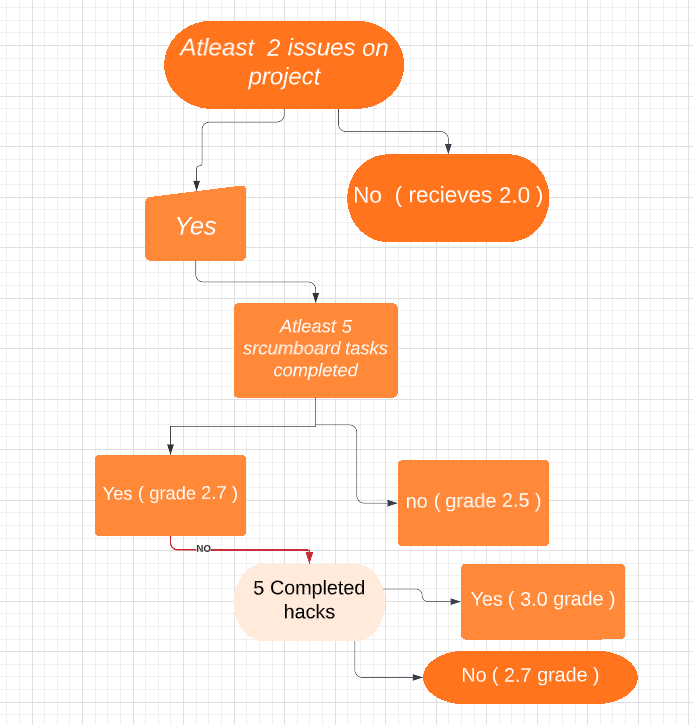 Atleast 2 issues on
project
No ( recieves 2.0 )
Yes
Atleast 5
srcumboard tasks
completed
Yes ( grade 2.7 )
no ( grade 2.5 )
NO
5 Completed
hacks
Yes ( 3.0 grade )
No ( 2.7 grade )